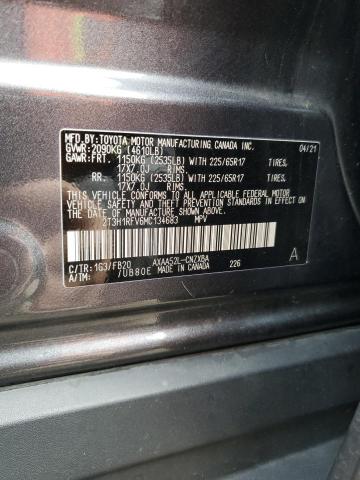 MFD.BY:TOYOTA MOTOR MANUFACTURING CANADA INC.
GVWR:2090KG (4610LB) 04/21
GAWR:FRT. 1150KG (2535LB) WITH 225/65R17 TIRES,
17X7.0J RIMS,
RR. 1150KG (2535LB) WITH 225/65R17 TIRES,
17X7.0J RIMS,
THIS VEHICLE CONFORMS TO ALL APPLICABLE FEDERAL MOTOR
VEHICLE SAFETY AND THEFT PREVENTION STANDARDS IN EFFECT
ON THE DATE OF MANUFACTURE SHOWN ABOVE.
2T3H1RFV6MC134683 MPV
C/TR:1G3/FB20 AXAA52L-CNZXBA A
A/TM: /UB80E MADE IN CANADA 226